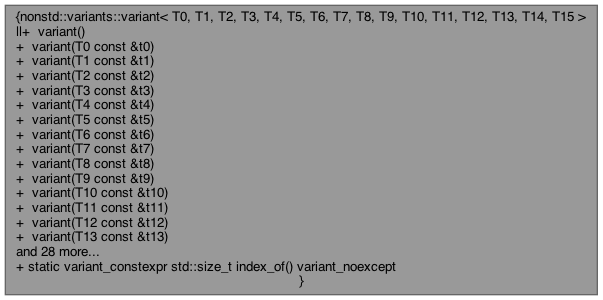 {nonstd::variants::variant< T0, T1, T2, T3, T4, T5, T6, T7, T8, T9, T10, T11, T12, T13, T14, T15 >
||+  variant()
+  variant(T0 const &t0)
+  variant(T1 const &t1)
+  variant(T2 const &t2)
+  variant(T3 const &t3)
+  variant(T4 const &t4)
+  variant(T5 const &t5)
+  variant(T6 const &t6)
+  variant(T7 const &t7)
+  variant(T8 const &t8)
+  variant(T9 const &t9)
+  variant(T10 const &t10)
+  variant(T11 const &t11)
+  variant(T12 const &t12)
+  variant(T13 const &t13)
and 28 more...
+ static variant_constexpr std::size_t index_of() variant_noexcept
}